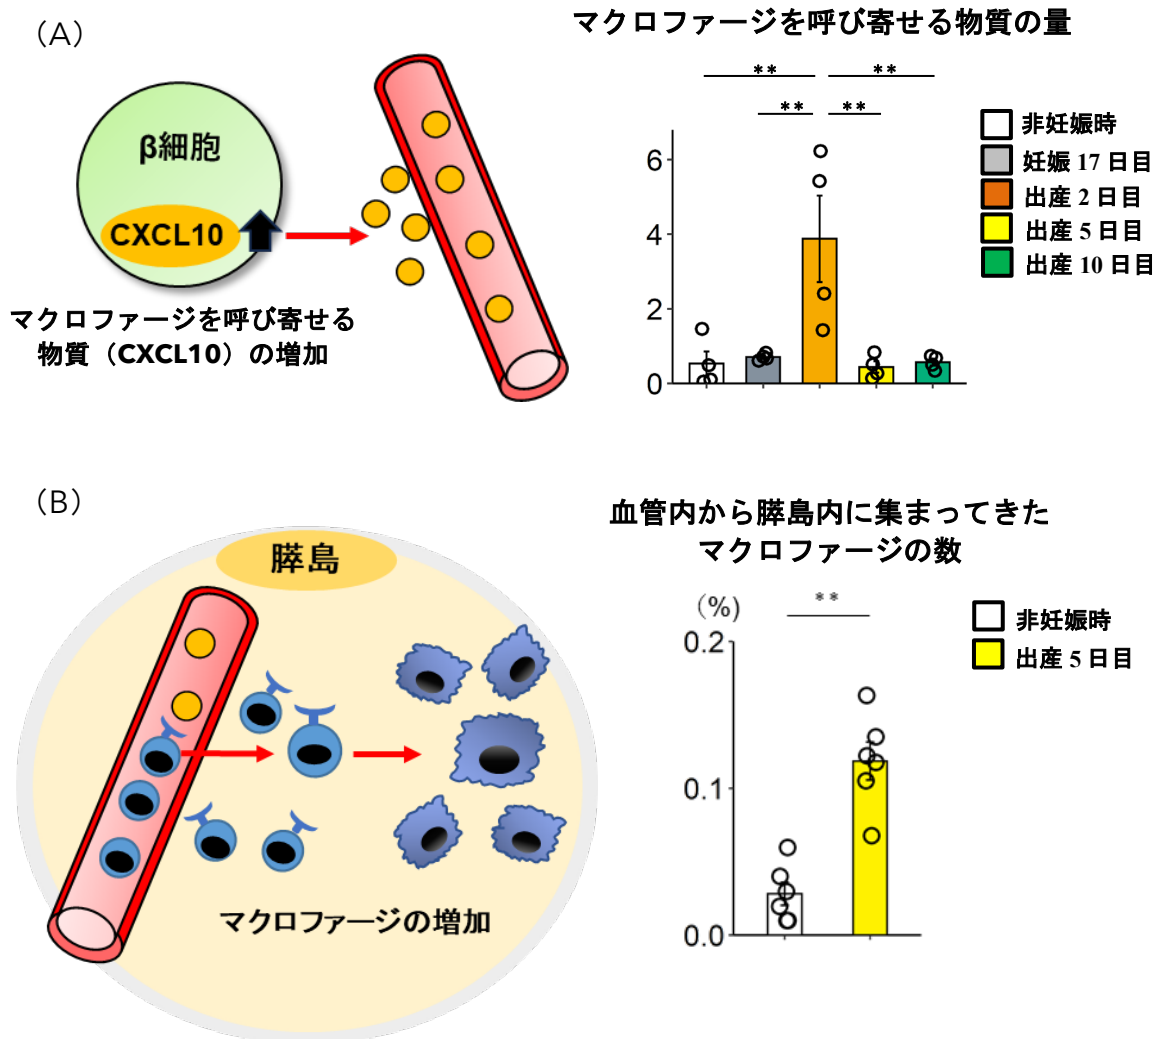 (A)
マクロファージを呼び寄せる物質の量
β細胞
CXCL10
マクロファージを呼び寄せる
物質（CXCL10）の増加
**
**
**
**
6
4
2
0
非妊娠時
妊娠 17 日目
出産 2 日目
出産 5 日目
出産 10 日目
(B)
血管内から膵島内に集まってきた
マクロファージの数
膵島
マクロファージの増加
(%)
**
0.2
0.1
0.0
非妊娠時
出産 5 日目